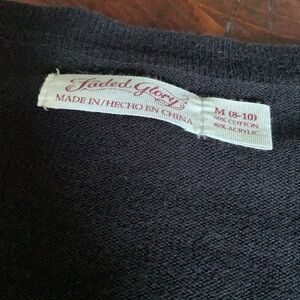 Faded Glory
MADE IN/HECHO EN CHINA
M (8-10)
60% COTTON
40% ACRYLIC